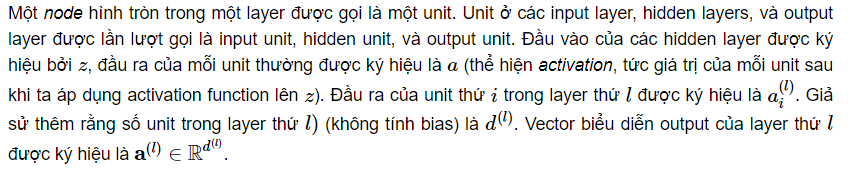 Một node hình tròn trong một layer được gọi là một unit. Unit ở các input layer, hidden layers, và output
layer được lần lượt gọi là input unit, hidden unit, và output unit. Đầu vào của các hidden layer được ký
hiệu bởi z, đầu ra của mỗi unit thường được ký hiệu là a (thể hiện activation, tức giá trị của mỗi unit sau
khi ta áp dụng activation function lên z). Đầu ra của unit thứ i trong layer thứ l được ký hiệu là a_i^{(l)}. Giả
sử thêm rằng số unit trong layer thứ l) (không tính bias) là d^{(l)}. Vector biểu diễn output của layer thứ l
được ký hiệu là 𝐚^{(l)} ∈ ℝ^{d^{(l)}}.